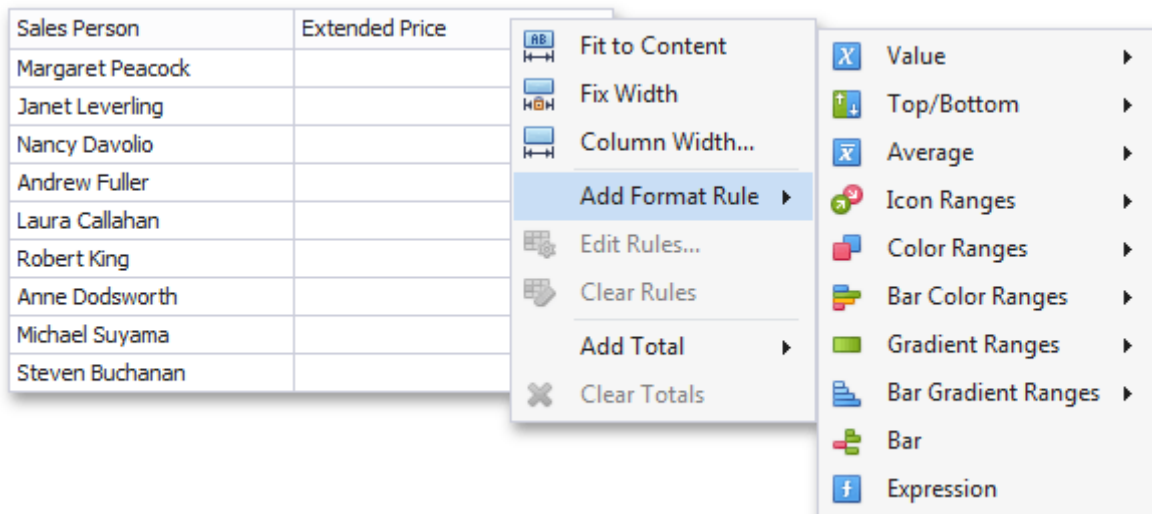 Sales Person Extended Price
Margaret Peacock
Janet Leverling
Nancy Davolio
Andrew Fuller
Laura Callahan
Robert King
Anne Dodsworth
Michael Suyama
Steven Buchanan
AB
Fit to Content
Fix Width
Column Width...
Add Format Rule
Edit Rules...
Clear Rules
Add Total
Clear Totals
x Value
Top/Bottom
x̅ Average
Icon Ranges
Color Ranges
Bar Color Ranges
Gradient Ranges
Bar Gradient Ranges
Bar
f Expression